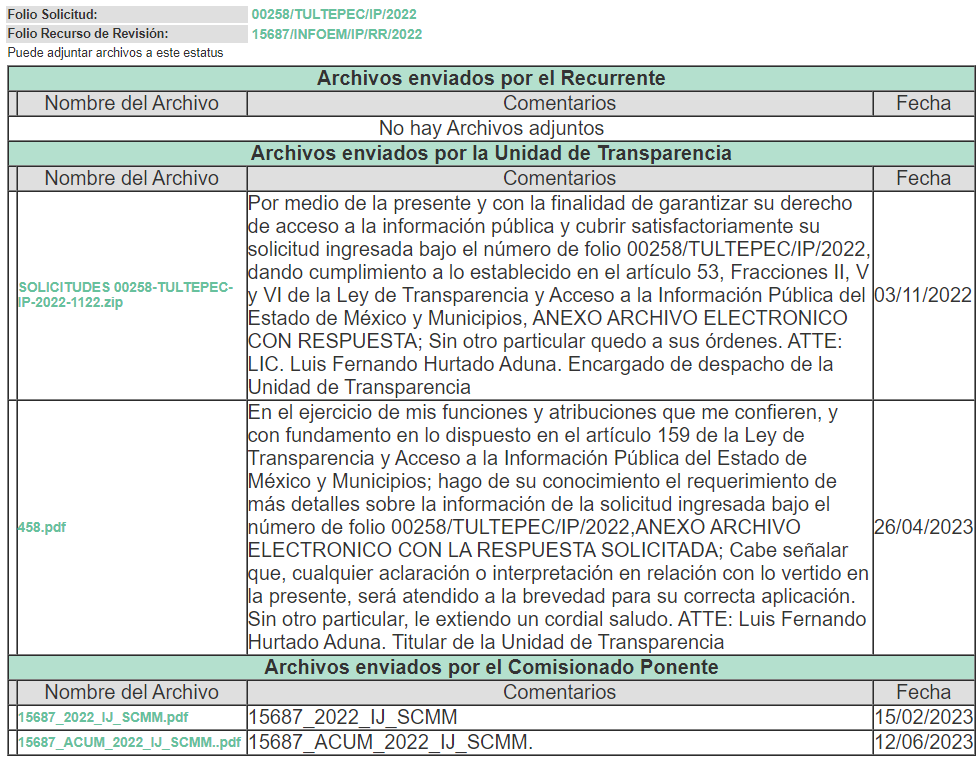 Folio Solicitud: 00258/TULTEPEC/IP/2022
Folio Recurso de Revisión: 15687/INFOEM/IP/RR/2022
Puede adjuntar archivos a este estatus
Archivos enviados por el Recurrente
Nombre del Archivo Comentarios Fecha
No hay Archivos adjuntos
Archivos enviados por la Unidad de Transparencia
Nombre del Archivo Comentarios Fecha
SOLICITUDES 00258-TULTEPEC-
IP-2022-1122.zip
Por medio de la presente y con la finalidad de garantizar su derecho
de acceso a la información pública y cubrir satisfactoriamente su
solicitud ingresada bajo el número de folio 00258/TULTEPEC/IP/2022,
dando cumplimiento a lo establecido en el artículo 53, Fracciones II, V
y VI de la Ley de Transparencia y Acceso a la Información Pública del
Estado de México y Municipios, ANEXO ARCHIVO ELECTRONICO
CON RESPUESTA; Sin otro particular quedo a sus órdenes. ATTE:
LIC. Luis Fernando Hurtado Aduna. Encargado de despacho de la
Unidad de Transparencia
03/11/2022
458.pdf
En el ejercicio de mis funciones y atribuciones que me confieren, y
con fundamento en lo dispuesto en el artículo 159 de la Ley de
Transparencia y Acceso a la Información Pública del Estado de
México y Municipios; hago de su conocimiento el requerimiento de
más detalles sobre la información de la solicitud ingresada bajo el
número de folio 00258/TULTEPEC/IP/2022,ANEXO ARCHIVO
ELECTRONICO CON LA RESPUESTA SOLICITADA; Cabe señalar
que, cualquier aclaración o interpretación en relación con lo vertido en
la presente, será atendido a la brevedad para su correcta aplicación.
Sin otro particular, le extiendo un cordial saludo. ATTE: Luis Fernando
Hurtado Aduna. Titular de la Unidad de Transparencia
26/04/2023
Archivos enviados por el Comisionado Ponente
Nombre del Archivo Comentarios Fecha
15687_2022_IJ_SCMM.pdf 15687_2022_IJ_SCMM 15/02/2023
15687_ACUM_2022_IJ_SCMM..pdf 15687_ACUM_2022_IJ_SCMM. 12/06/2023